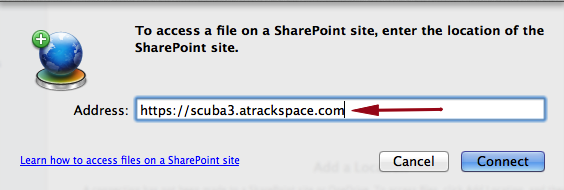 To access a file on a SharePoint site, enter the location of the
SharePoint site.
Address: https://scuba3.atrackspace.com
Learn how to access files on a SharePoint site
Cancel Connect